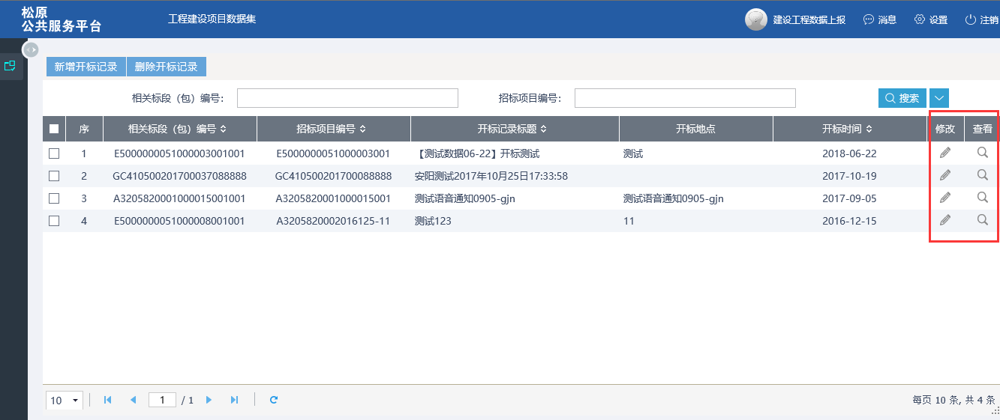 松原
公共服务平台
工程建设项目数据集
建设工程数据上报 消息 设置 注销
新增开标记录 删除开标记录
相关标段（包）编号： 招标项目编号： 搜索
序 相关标段（包）编号 招标项目编号 开标记录标题 开标地点 开标时间 修改 查看
1 E5000000051000003001001 E5000000051000003001 【测试数据06-22】开标测试 测试 2018-06-22
2 GC410500201700037088888 GC410500201700088888 安阳测试2017年10月25日17:33:58 2017-10-19
3 A3205820001000015001001 A3205820001000015001 测试语音通知0905-gjn 测试语音通知0905-gjn 2017-09-05
4 E5000000051000008001001 A3205820002016125-11 测试123 11 2016-12-15
10 1 / 1 每页 10 条, 共 4 条